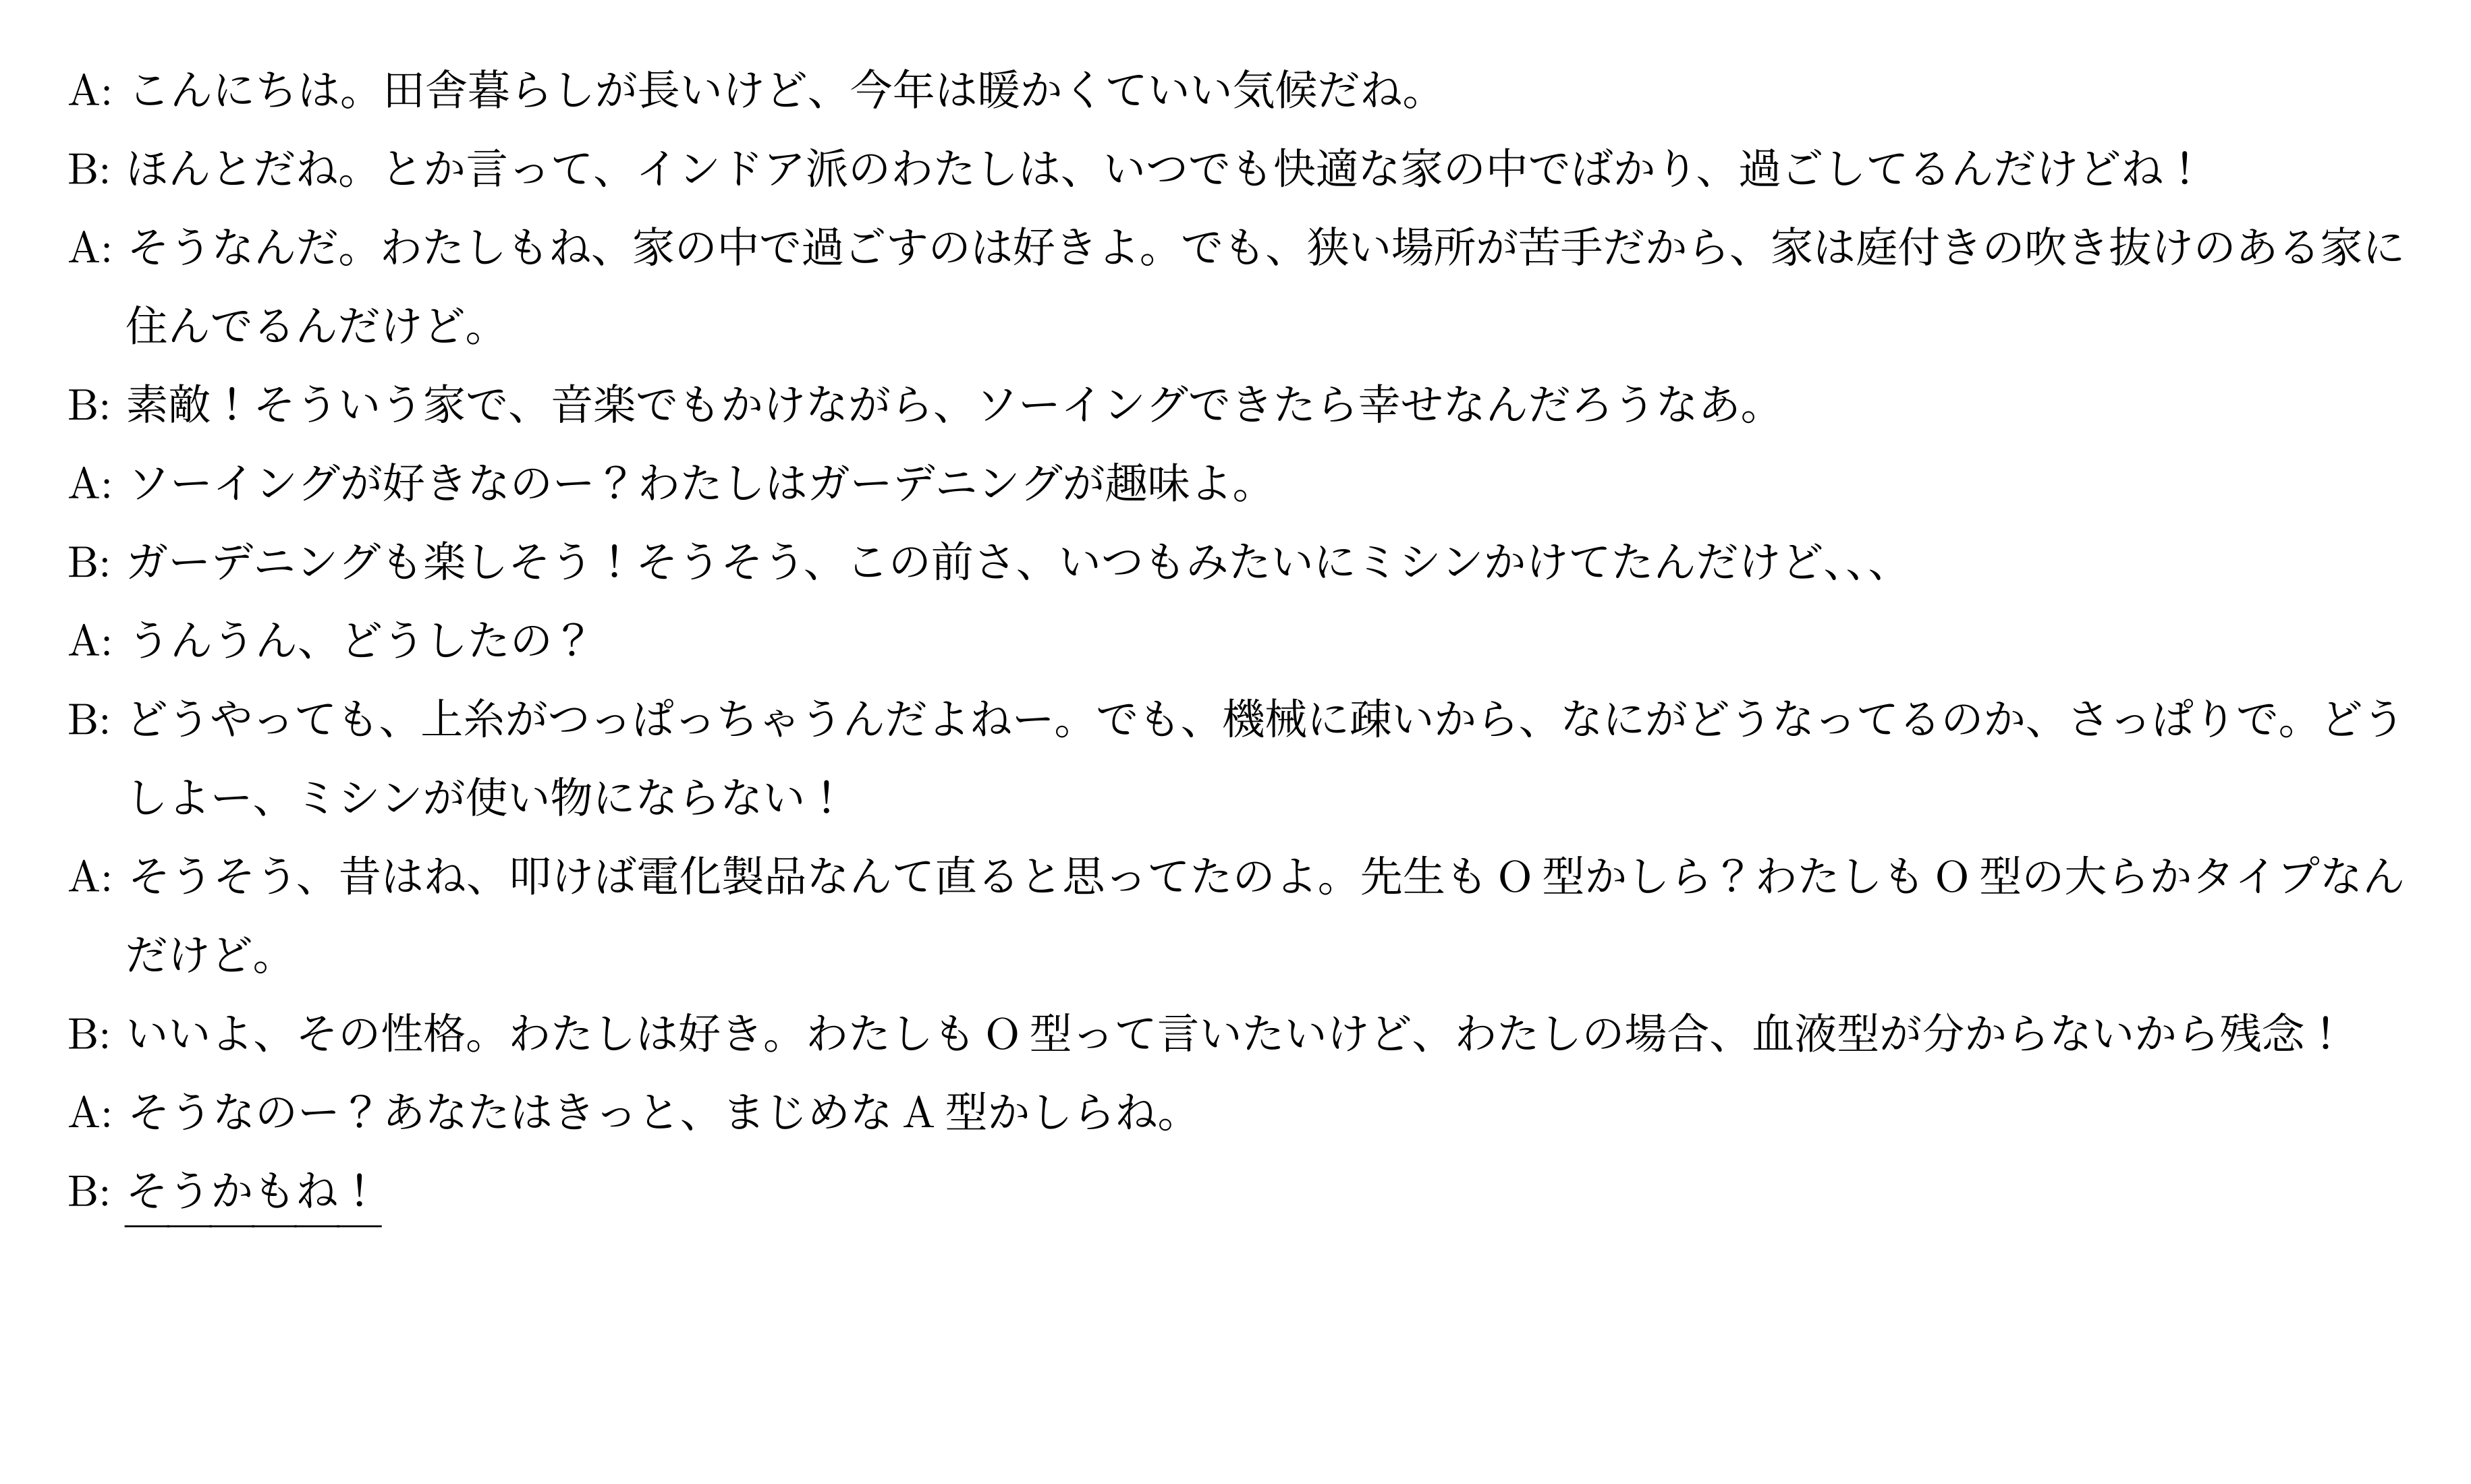 A: こんにちは。田舎暮らしが長いけど、今年は暖かくていい気候だね。
B: ほんとだね。とか言って、インドア派のわたしは、いつでも快適な家の中でばかり、過ごしてるんだけどね！
A: そうなんだ。わたしもね、家の中で過ごすのは好きよ。でも、狭い場所が苦手だから、家は庭付きの吹き抜けのある家に
住んでるんだけど。
B: 素敵！そういう家で、音楽でもかけながら、ソーイングできたら幸せなんだろうなあ。
A: ソーイングが好きなのー？わたしはガーデニングが趣味よ。
B: ガーデニングも楽しそう！そうそう、この前さ、いつもみたいにミシンかけてたんだけど、、、
A: うんうん、どうしたの？
B: どうやっても、上糸がつっぱっちゃうんだよねー。でも、機械に疎いから、なにがどうなってるのか、さっぱりで。どう
しよー、ミシンが使い物にならない！
A: そうそう、昔はね、叩けば電化製品なんて直ると思ってたのよ。先生も O 型かしら？わたしも O 型の大らかタイプなん
だけど。
B: いいよ、その性格。わたしは好き。わたしも O 型って言いたいけど、わたしの場合、血液型が分からないから残念！
A: そうなのー？あなたはきっと、まじめな A 型かしらね。
B: そうかもね！